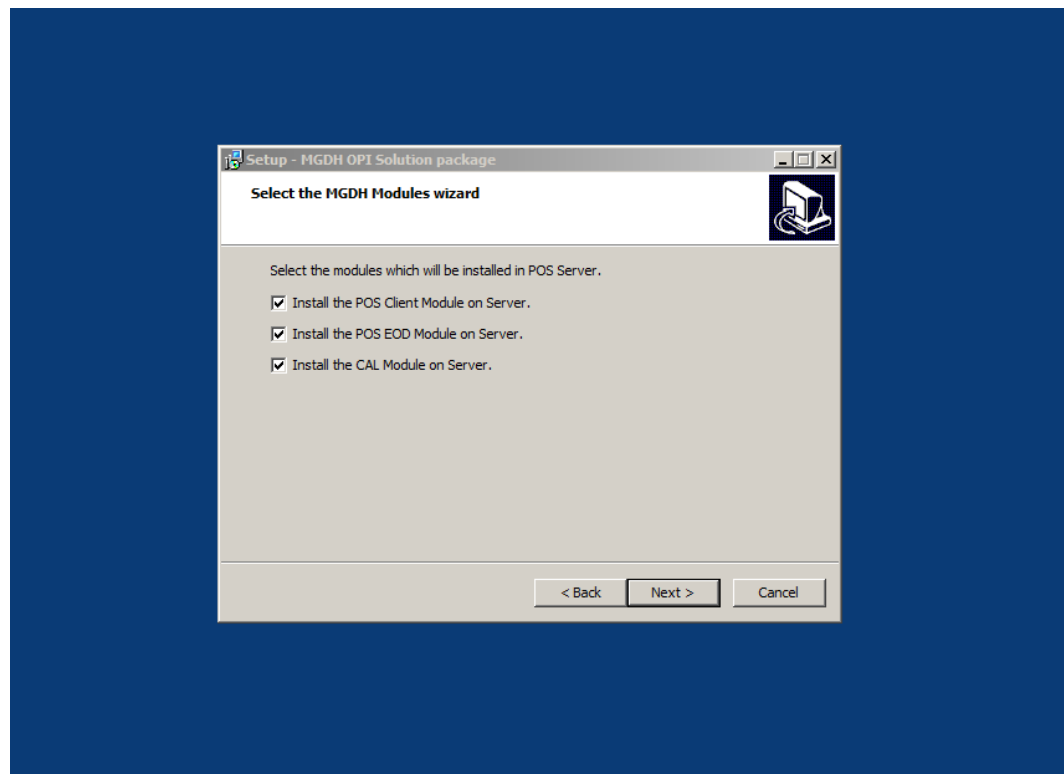 Setup - MGDH OPI Solution package
Select the MGDH Modules wizard
Select the modules which will be installed in POS Server.
Install the POS Client Module on Server.
Install the POS EOD Module on Server.
Install the CAL Module on Server.
< Back Next > Cancel